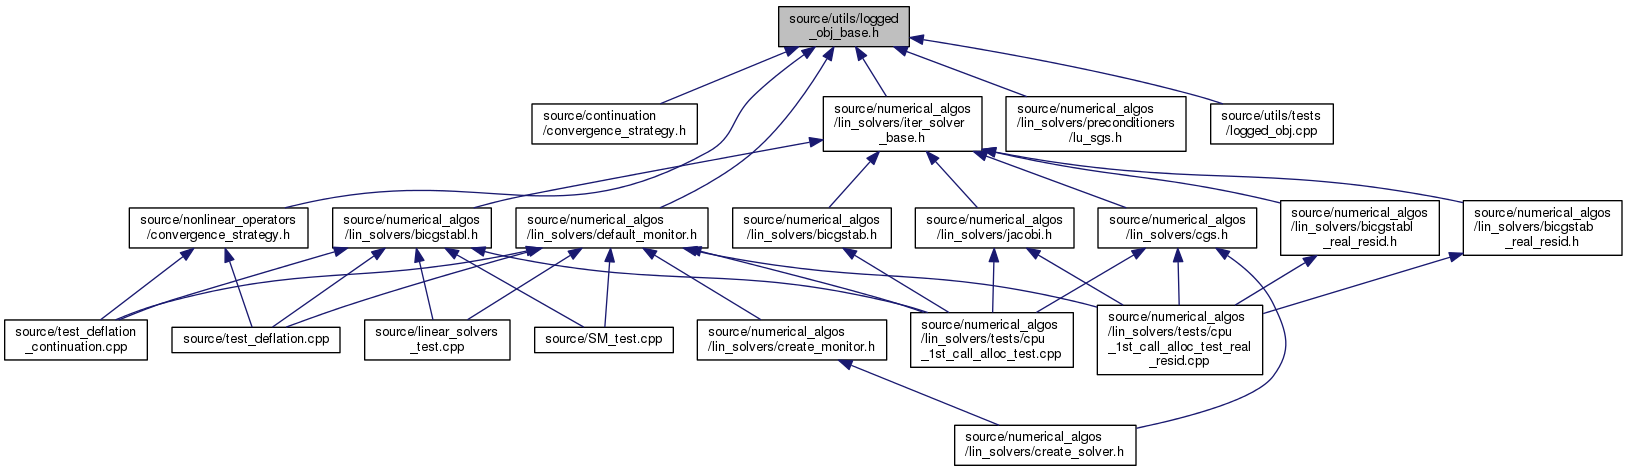 source/utils/logged
_obj_base.h
source/continuation
/convergence_strategy.h
source/numerical_algos
/lin_solvers/iter_solver
_base.h
source/numerical_algos
/lin_solvers/preconditioners
/lu_sgs.h
source/utils/tests
/logged_obj.cpp
source/nonlinear_operators
/convergence_strategy.h
source/numerical_algos
/lin_solvers/bicgstabl.h
source/numerical_algos
/lin_solvers/default_monitor.h
source/numerical_algos
/lin_solvers/bicgstab.h
source/numerical_algos
/lin_solvers/jacobi.h
source/numerical_algos
/lin_solvers/cgs.h
source/numerical_algos
/lin_solvers/bicgstabl
_real_resid.h
source/numerical_algos
/lin_solvers/bicgstab
_real_resid.h
source/test_deflation
_continuation.cpp
source/test_deflation.cpp
source/linear_solvers
_test.cpp
source/SM_test.cpp
source/numerical_algos
/lin_solvers/create_monitor.h
source/numerical_algos
/lin_solvers/tests/cpu
_1st_call_alloc_test.cpp
source/numerical_algos
/lin_solvers/tests/cpu
_1st_call_alloc_test_real
_resid.cpp
source/numerical_algos
/lin_solvers/create_solver.h